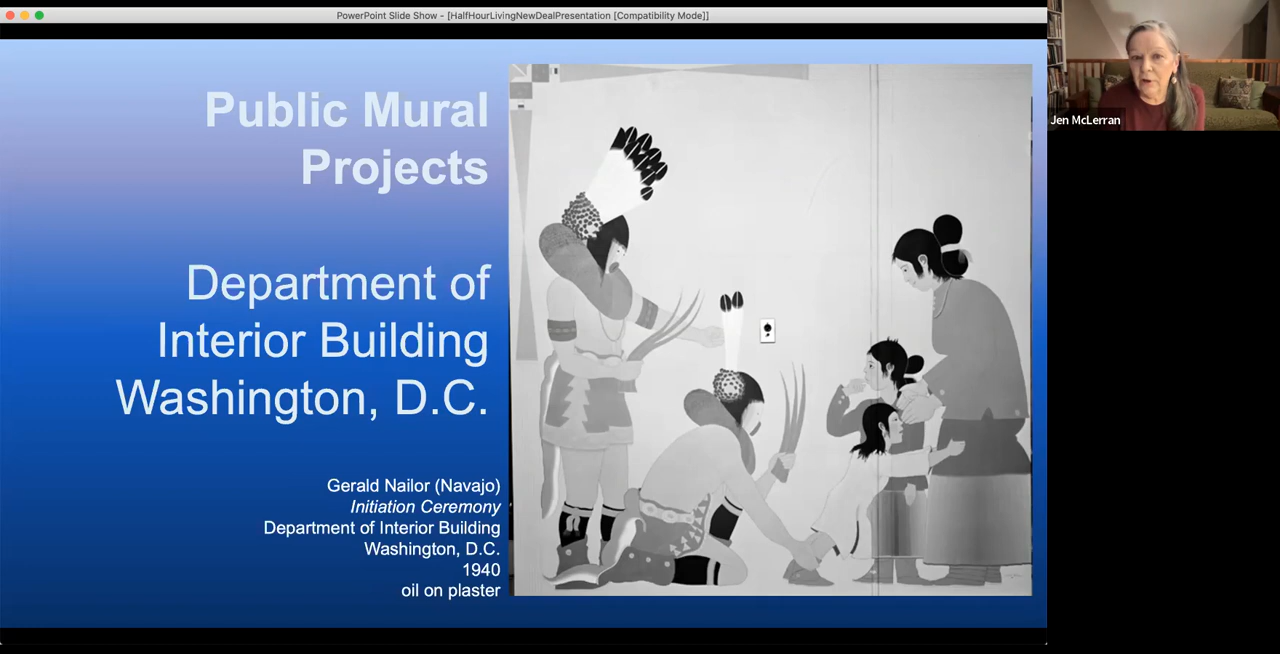 PowerPoint Slide Show - [HalfHourLivingNewDealPresentation [Compatibility Mode]]
Public Mural
Projects
Department of
Interior Building
Washington, D.C.
Gerald Nailor (Navajo)
Initiation Ceremony
Department of Interior Building
Washington, D.C.
1940
oil on plaster
Jen McLerran